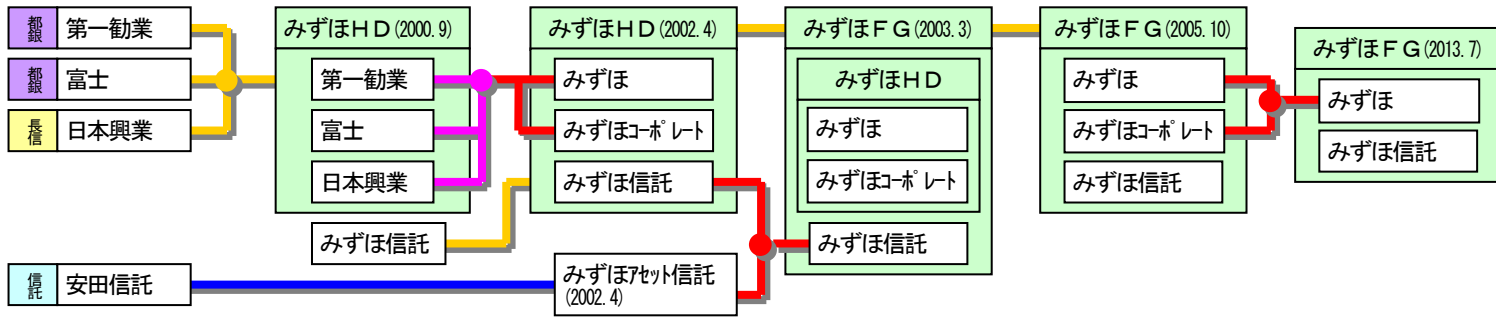 都銀
第一勧業
都銀
富士
長信
日本興業
信託
安田信託
みずほHD(2000.9)
第一勧業
富士
日本興業
みずほ信託
みずほHD(2002.4)
みずほ
みずほコーポレート
みずほ信託
みずほアセット信託
(2002.4)
みずほFG(2003.3)
みずほHD
みずほ
みずほコーポレート
みずほ信託
みずほFG(2005.10)
みずほ
みずほコーポレート
みずほ信託
みずほFG(2013.7)
みずほ
みずほ信託